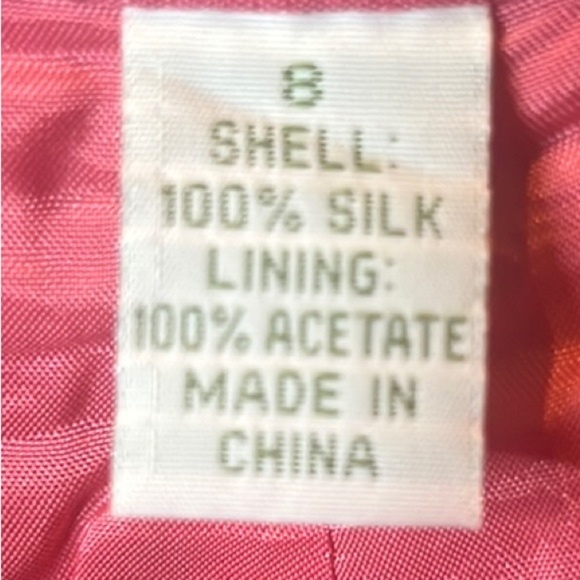 8
SHELL:
100% SILK
LINING:
100% ACETATE
MADE IN
CHINA